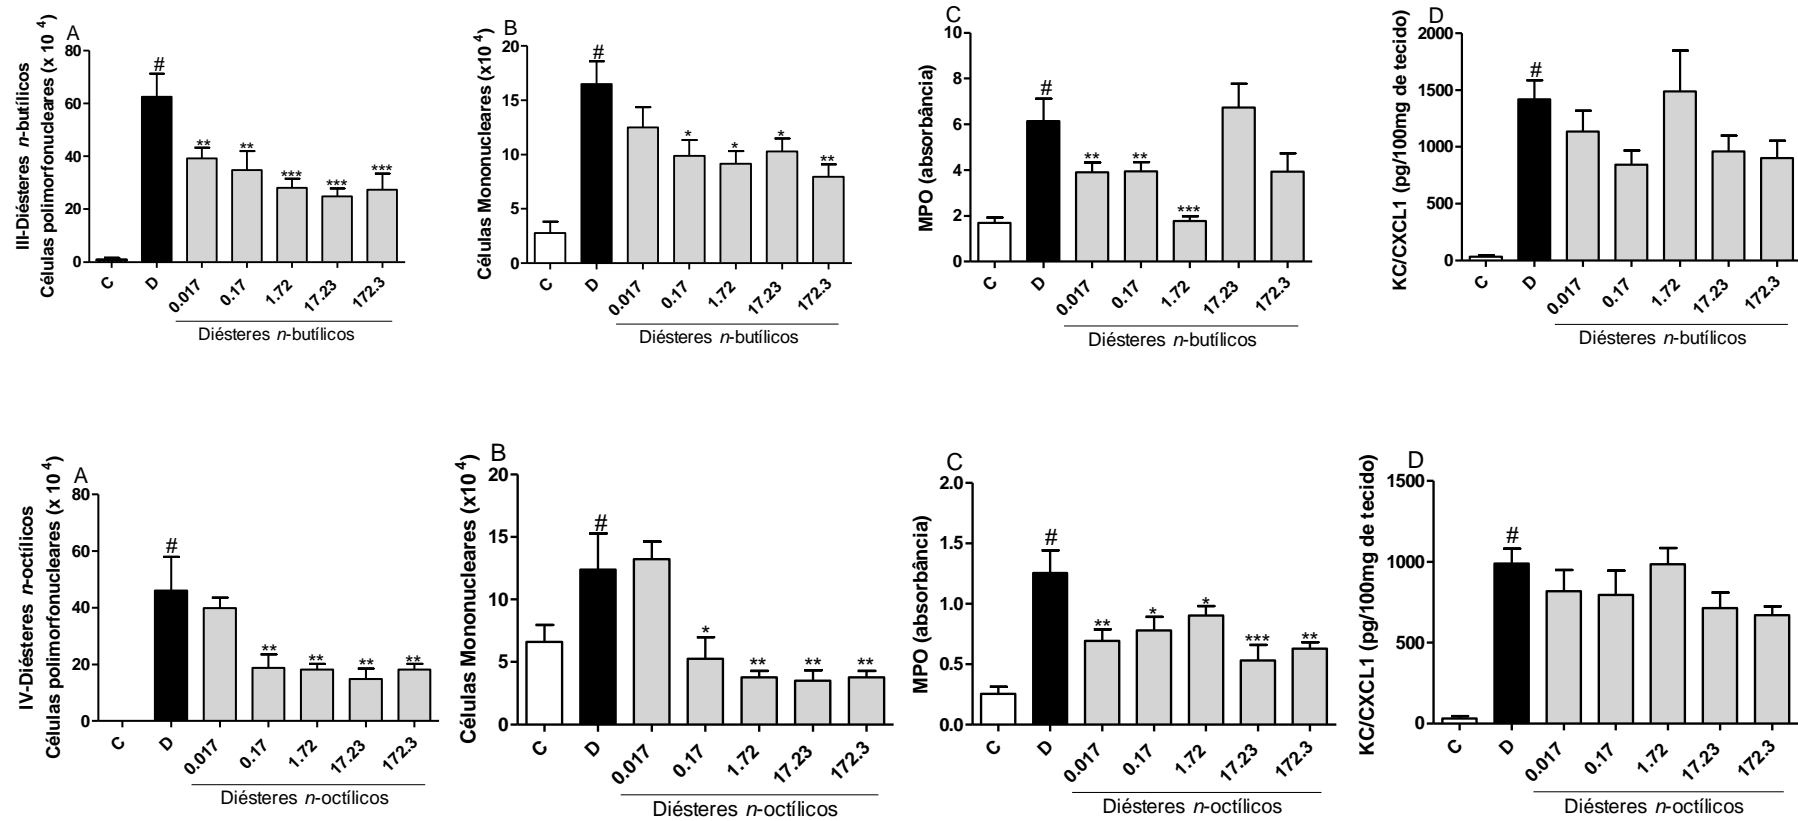 A
III-Diésteres n-butílicos
Células polimorfonucleares (x 10 4)
80
60
40
20
0
#
**
**
***
***
***
C
D
0.017
0.17
1.72
17.23
172.3
Diésteres n-butílicos
B
Células Mononucleares (x10 4)
20
15
10
5
0
#
*
*
*
**
C
D
0.017
0.17
1.72
17.23
172.3
Diésteres n-butílicos
C
MPO (absorbância)
10
8
6
4
2
0
#
**
**
***
C
D
0.017
0.17
1.72
17.23
172.3
Diésteres n-butílicos
D
KC/CXCL1 (pg/100mg de tecido)
2000
1500
1000
500
0
#
C
D
0.017
0.17
1.72
17.23
172.3
Diésteres n-butílicos
A
IV-Diésteres n-octílicos
Células polimorfonucleares (x 10 4)
80
60
40
20
0
#
**
**
**
**
C
D
0.017
0.17
1.72
17.23
172.3
Diésteres n-octílicos
B
Células Mononucleares (x10 4)
20
15
10
5
0
#
*
**
**
**
C
D
0.017
0.17
1.72
17.23
172.3
Diésteres n-octílicos
C
MPO (absorbância)
2.0
1.5
1.0
0.5
0.0
#
**
*
*
***
**
C
D
0.017
0.17
1.72
17.23
172.3
Diésteres n-octílicos
D
KC/CXCL1 (pg/100mg de tecido)
1500
1000
500
0
#
C
D
0.017
0.17
1.72
17.23
172.3
Diésteres n-octílicos